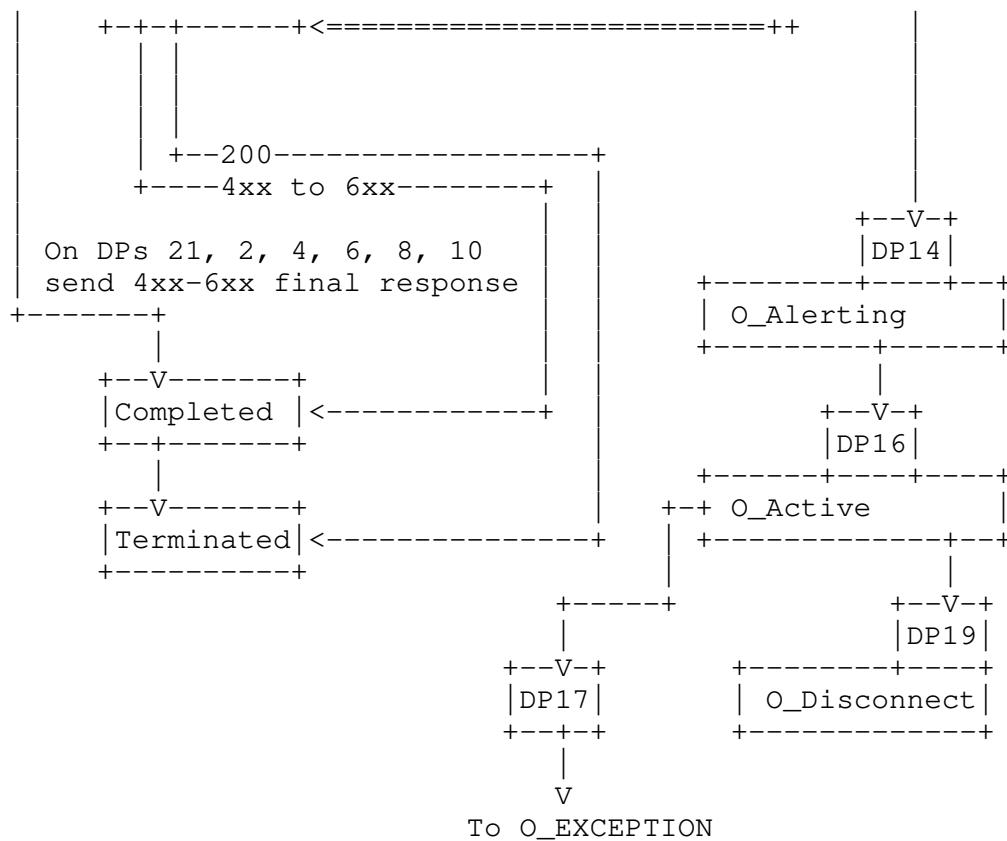 200
4xx to 6xx
On DPs 21, 2, 4, 6, 8, 10
DP14
send 4xx-6xx final response
O_Alerting
Completed
DP16
O_Active
Terminated
DP19
DP17
O_Disconnect
To O_EXCEPTION